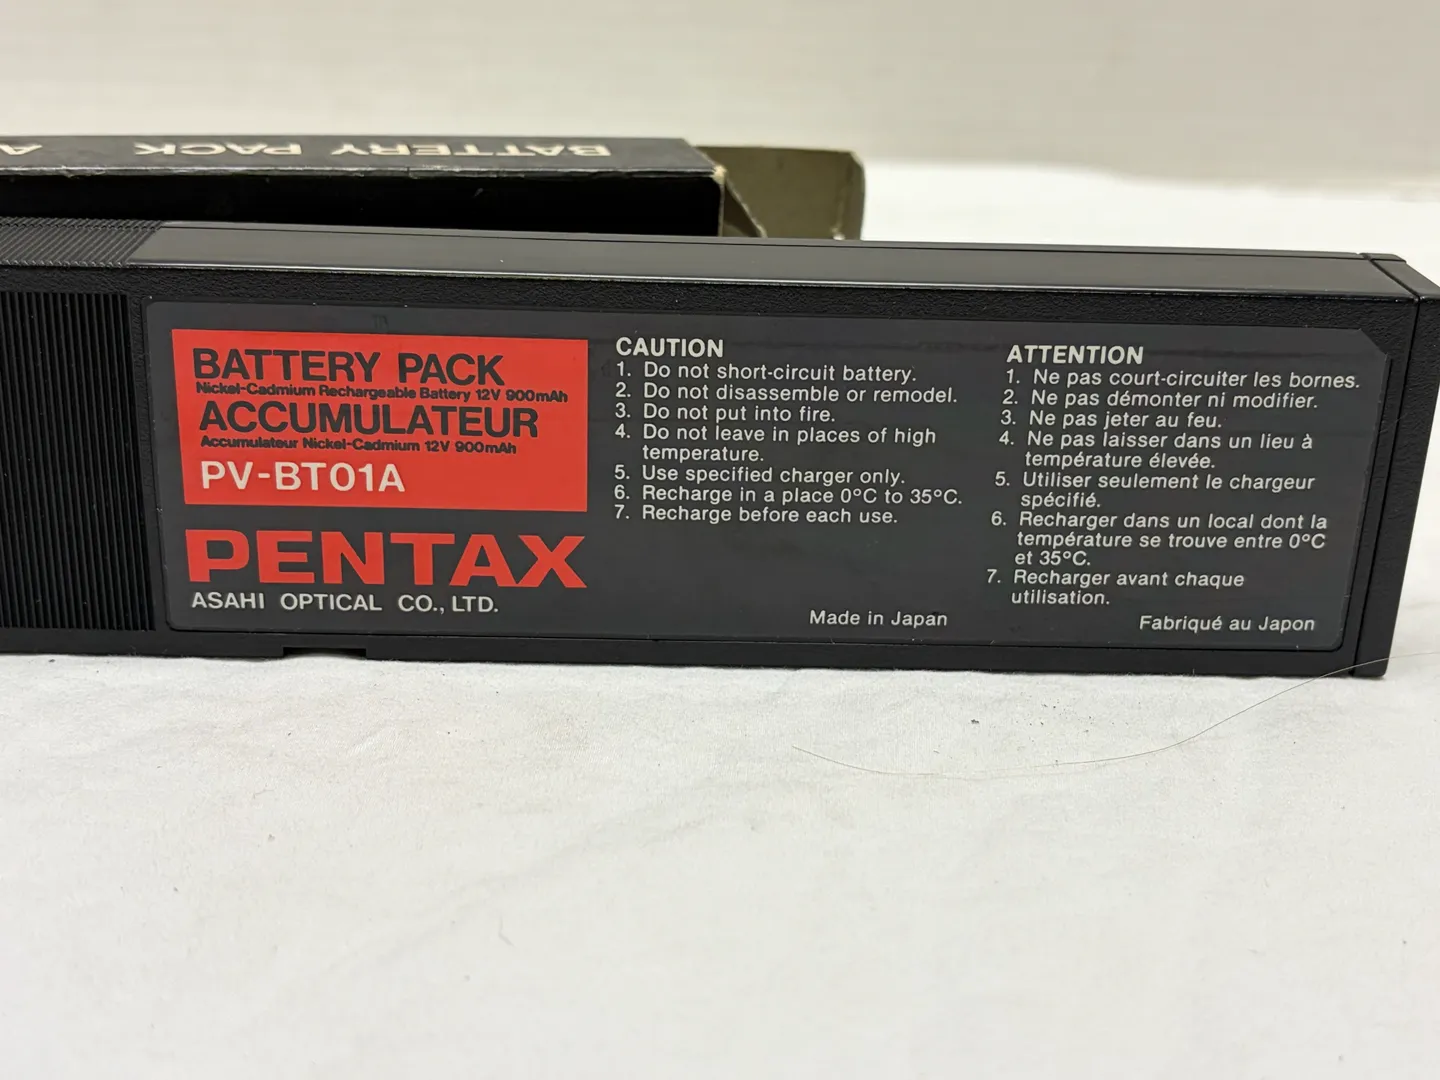 BATTERY PACK A
BATTERY PACK
Nickel-Cadmium Rechargeable Battery 12V 900mAh
ACCUMULATEUR
Accumulateur Nickel-Cadmium 12V 900mAh
PV-BT01A
PENTAX
ASAHI OPTICAL CO., LTD.
CAUTION
1. Do not short-circuit battery.
2. Do not disassemble or remodel.
3. Do not put into fire.
4. Do not leave in places of high
temperature.
5. Use specified charger only.
6. Recharge in a place 0°C to 35°C.
7. Recharge before each use.
Made in Japan
ATTENTION
1. Ne pas court-circuiter les bornes.
2. Ne pas démonter ni modifier.
3. Ne pas jeter au feu.
4. Ne pas laisser dans un lieu à
température élevée.
5. Utiliser seulement le chargeur
spécifié.
6. Recharger dans un local dont la
température se trouve entre 0°C
et 35°C.
7. Recharger avant chaque
utilisation.
Fabriqué au Japon